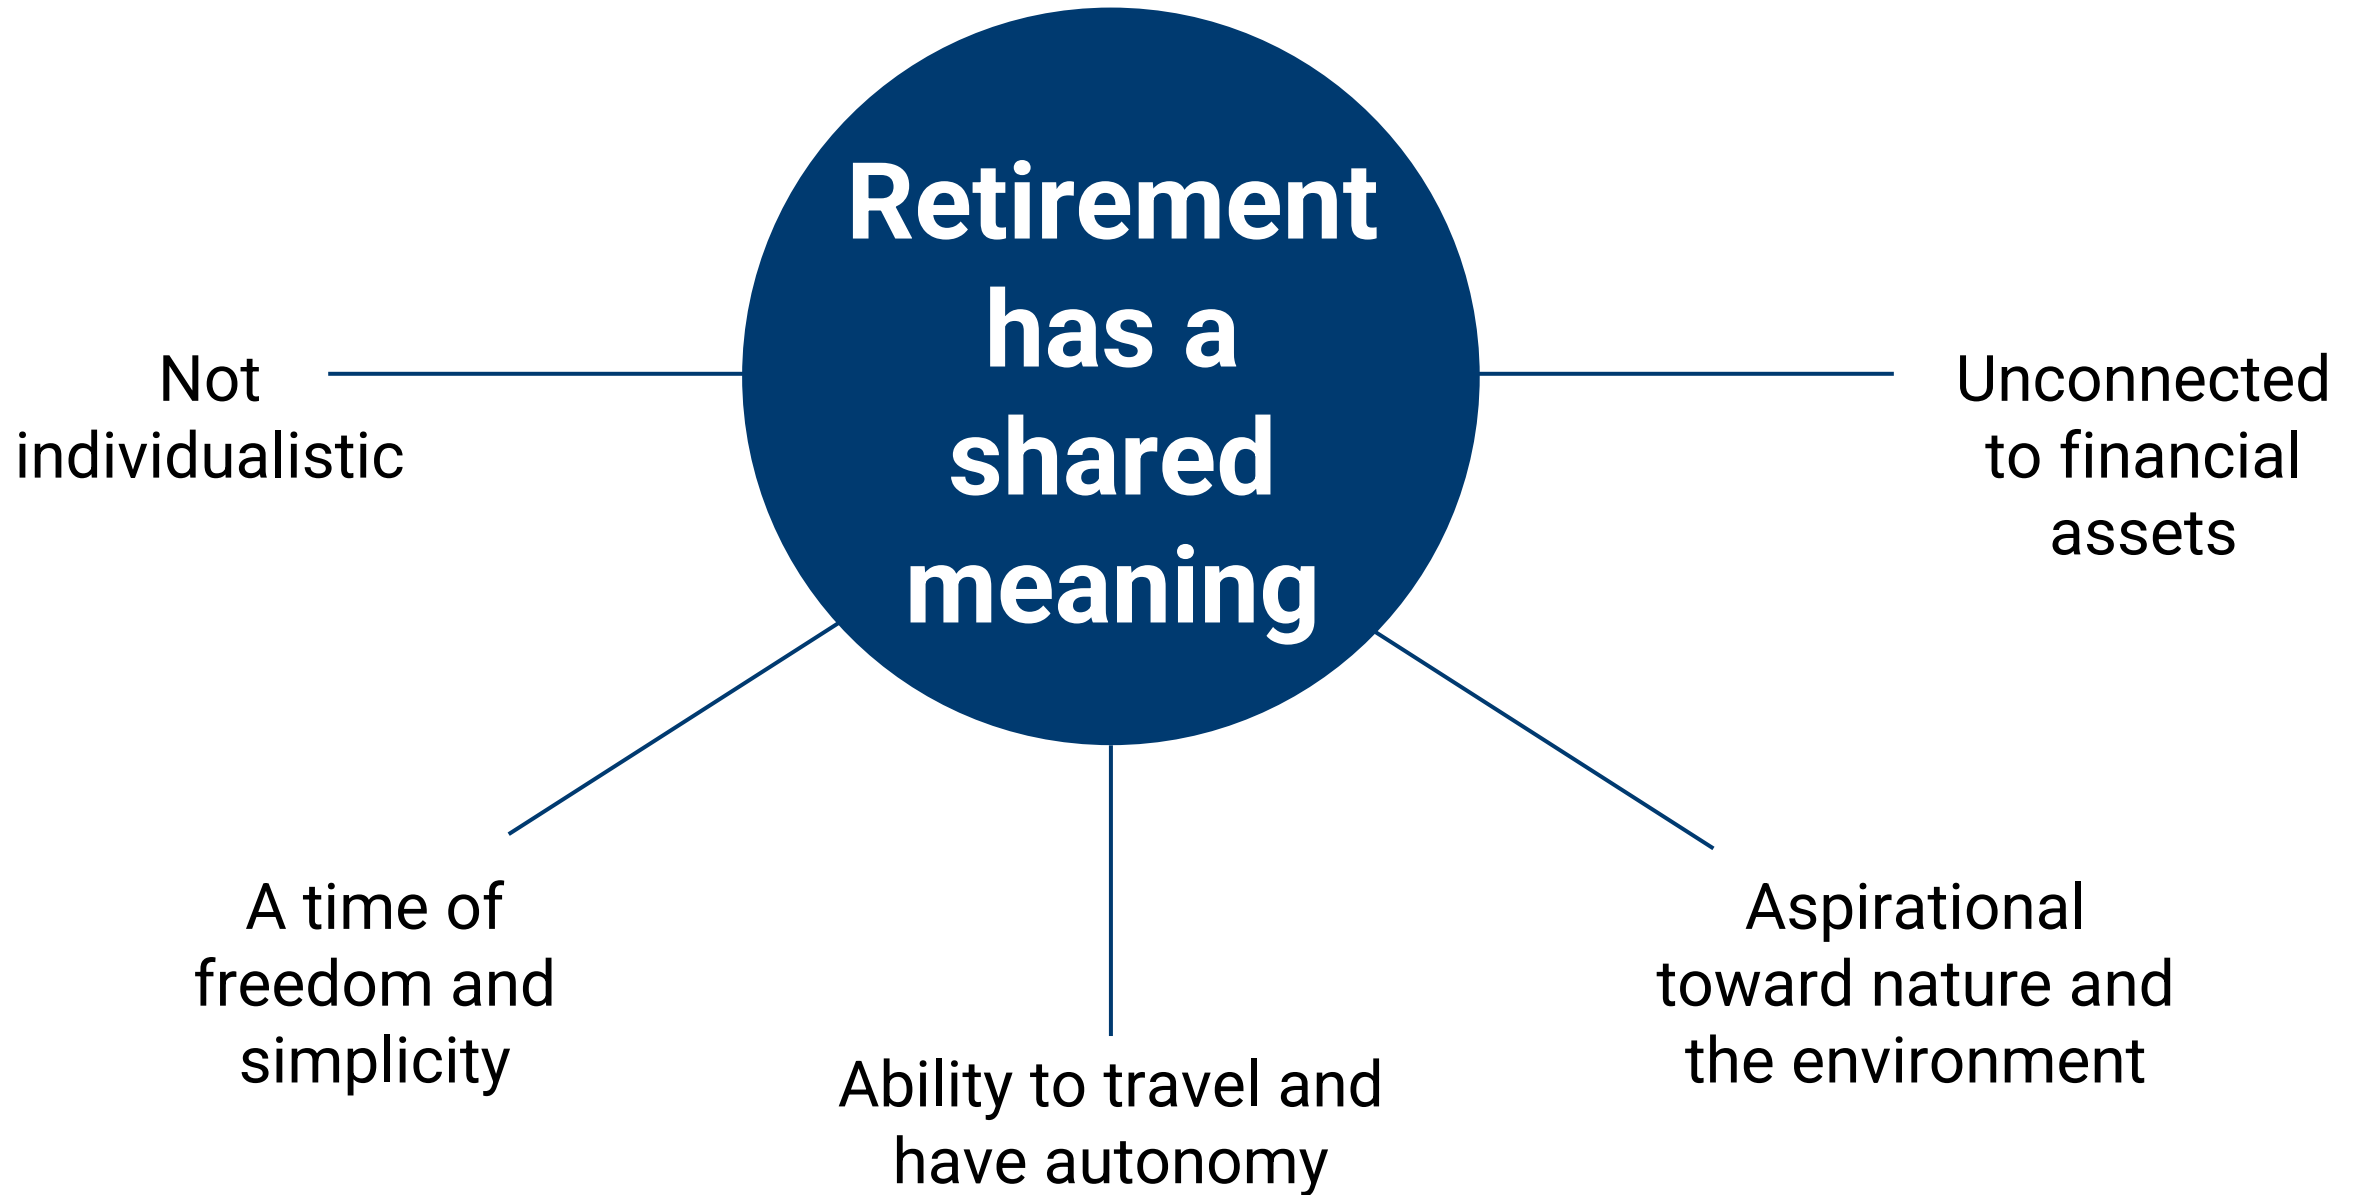 Retirement
has a
shared
meaning
Not
individualistic
A time of
freedom and
simplicity
Ability to travel and
have autonomy
Aspirational
toward nature and
the environment
Unconnected
to financial
assets